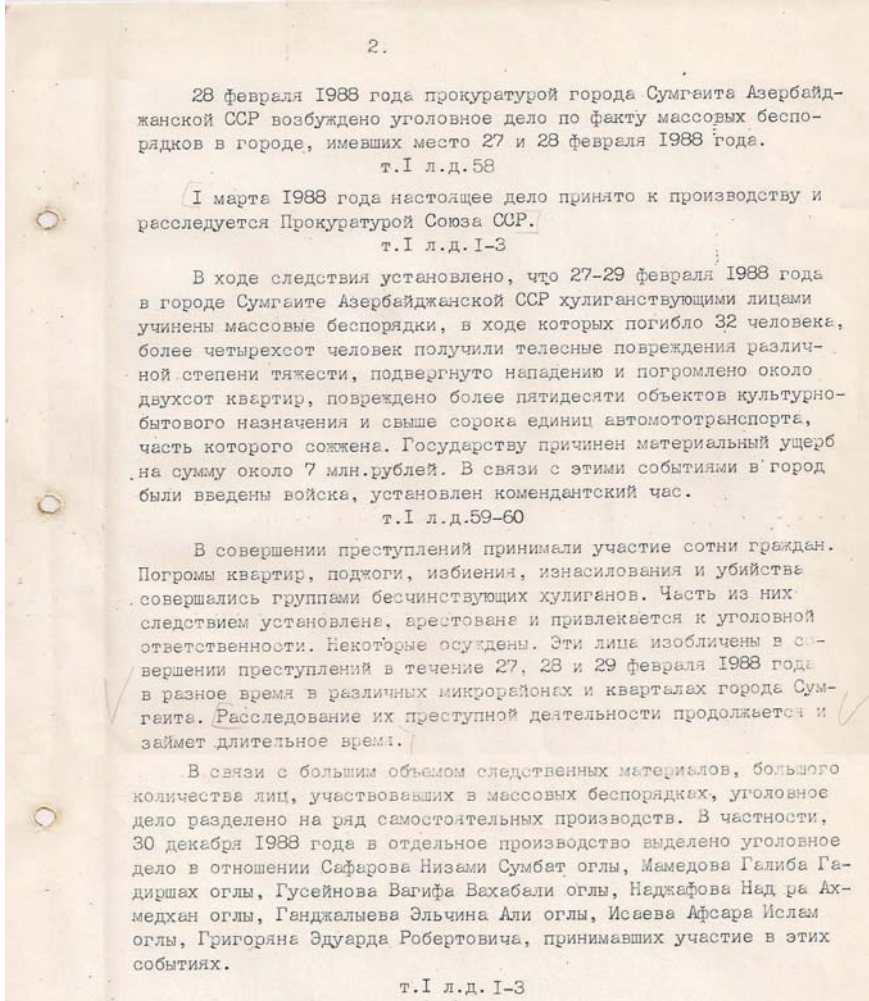 2.
28 февраля I988 года прокуратурой города Сумгаита Азербайд-
жанской ССР возбуждено уголовное дело по факту массовых беспо-
рядков в городе, имевших место 27 и 28 февраля I988 года.
т.I л.д.58
I марта I988 года настоящее дело принято к производству и
расследуется Прокуратурой Союза ССР.
т.I л.д.I-3
В ходе следствия установлено, что 27-29 февраля I988 года
в городе Сумгаите Азербайджанской ССР хулиганствующими лицами
учинены массовые беспорядки, в ходе которых погибло 32 человека,
более четырехсот человек получили телесные повреждения различ-
ной степени тяжести, подвергнуто нападению и погромлено около
двухсот квартир, повреждено более пятидесяти объектов культурно-
бытового назначения и свыше сорока единиц автомототранспорта,
часть которого сожжена. Государству причинен материальный ущерб
на сумму около 7 млн.рублей. В связи с этими событиями в город
были введены войска, установлен комендантский час.
т.I л.д.59-60
В совершении преступлений принимали участие сотни граждан.
Погромы квартир, поджоги, избиения, изнасилования и убийства
совершались группами бесчинствующих хулиганов. Часть из них
следствием установлена, арестована и привлекается к уголовной
ответственности. Некоторые осуждены. Эти лица изобличены в со-
вершении преступлений в течение 27, 28 и 29 февраля I988 года
в разное время в различных микрорайонах и кварталах города Сум-
гаита. Расследование их преступной деятельности продолжается и
займет длительное время.
В связи с большим объемом следственных материалов, большого
количества лиц, участвовавших в массовых беспорядках, уголовное
дело разделено на ряд самостоятельных производств. В частности,
30 декабря I988 года в отдельное производство выделено уголовное
дело в отношении Сафарова Низами Сумбат оглы, Мамедова Галиба Га-
диршах оглы, Гусейнова Вагифа Вахабали оглы, Наджафова Над ра Ах-
медхан оглы, Ганджалыева Эльчина Али оглы, Исаева Афсара Ислам
оглы, Григоряна Эдуарда Робертовича, принимавших участие в этих
событиях.
т.I л.д. I-3